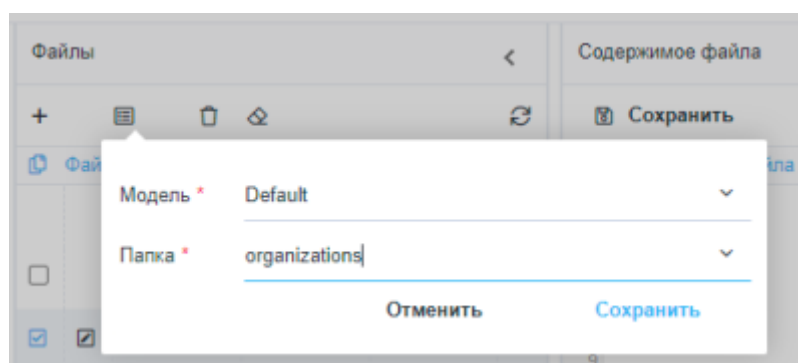 Файлы
Содержимое файла
Сохранить
Модель * Default
Папка * organizations
Отменить Сохранить